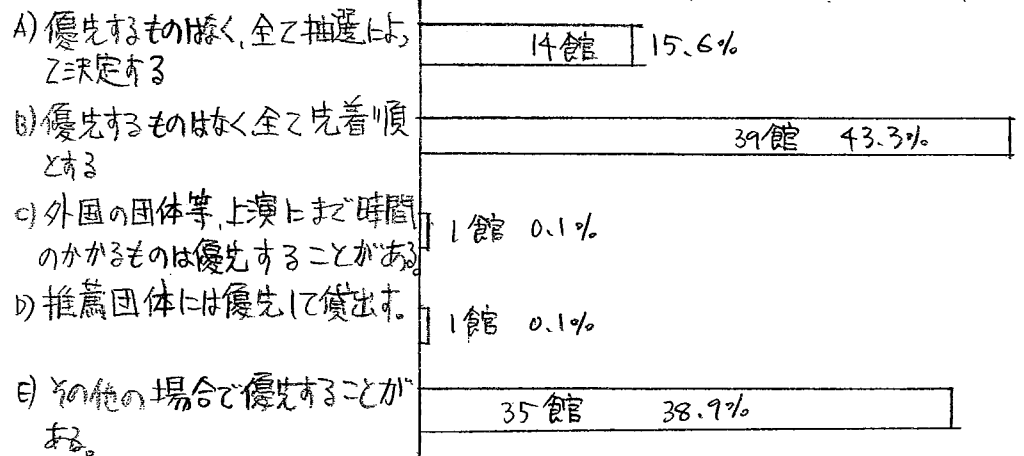 A) 優先するものはなく、全て抽選によっ
て決定する
14館 15.6%
B) 優先するものはなく全て先着順
とする
39館 43.3%
C) 外国の団体等、上演にまで時間
のかかるものは優先することがある。
1館 0.1%
D) 推薦団体には優先して貸出す。
1館 0.1%
E) その他の場合で優先することが
ある。
35館 38.9%